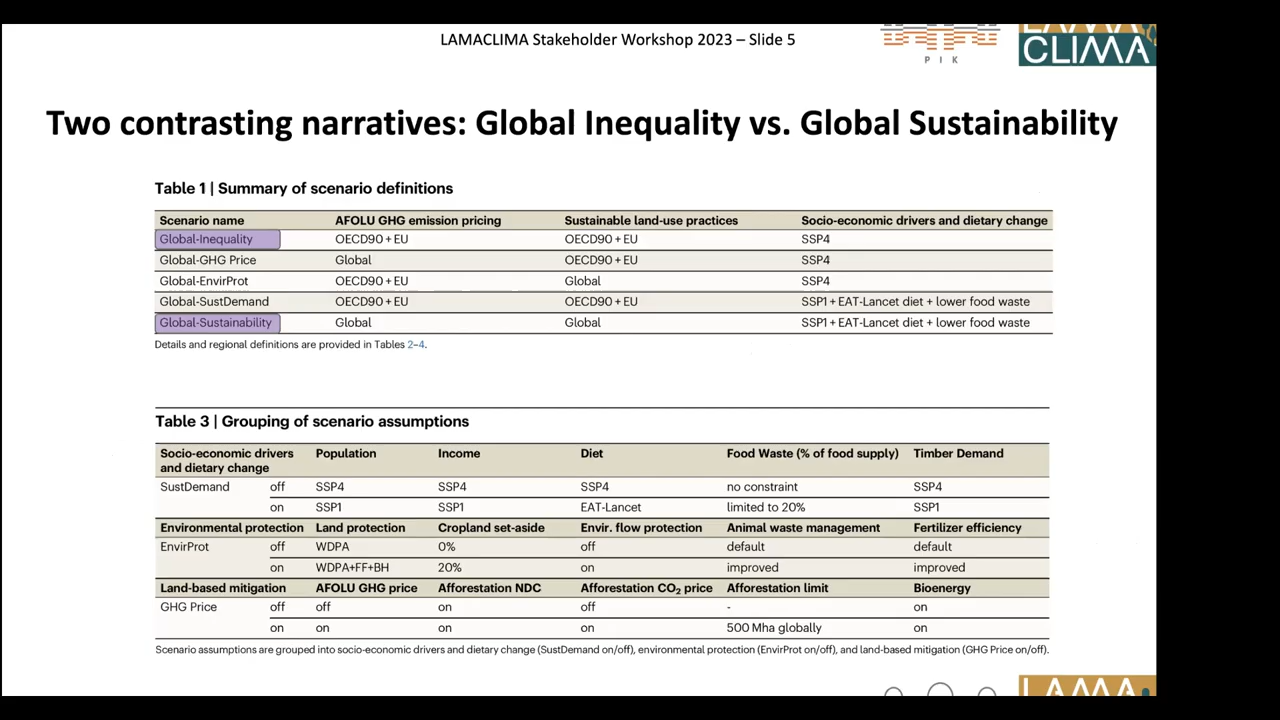 LAMACLIMA Stakeholder Workshop 2023 – Slide 5
P I K
CLIMA
Two contrasting narratives: Global Inequality vs. Global Sustainability
Table 1 | Summary of scenario definitions
Scenario name AFOLU GHG emission pricing Sustainable land-use practices Socio-economic drivers and dietary change
Global-Inequality OECD90 + EU OECD90 + EU SSP4
Global-GHG Price Global OECD90 + EU SSP4
Global-EnvirProt OECD90 + EU Global SSP4
Global-SustDemand OECD90 + EU OECD90 + EU SSP1 + EAT-Lancet diet + lower food waste
Global-Sustainability Global Global SSP1 + EAT-Lancet diet + lower food waste
Details and regional definitions are provided in Tables 2–4.
Table 3 | Grouping of scenario assumptions
Socio-economic drivers Population Income Diet Food Waste (% of food supply) Timber Demand
and dietary change
SustDemand off SSP4 SSP4 SSP4 no constraint SSP4
on SSP1 SSP1 EAT-Lancet limited to 20% SSP1
Environmental protection Land protection Cropland set-aside Envir. flow protection Animal waste management Fertilizer efficiency
EnvirProt off WDPA 0% off default default
on WDPA+FF+BH 20% on improved improved
Land-based mitigation AFOLU GHG price Afforestation NDC Afforestation CO₂ price Afforestation limit Bioenergy
GHG Price off off on off - on
on on on on 500 Mha globally on
Scenario assumptions are grouped into socio-economic drivers and dietary change (SustDemand on/off), environmental protection (EnvirProt on/off), and land-based mitigation (GHG Price on/off).
LAMA